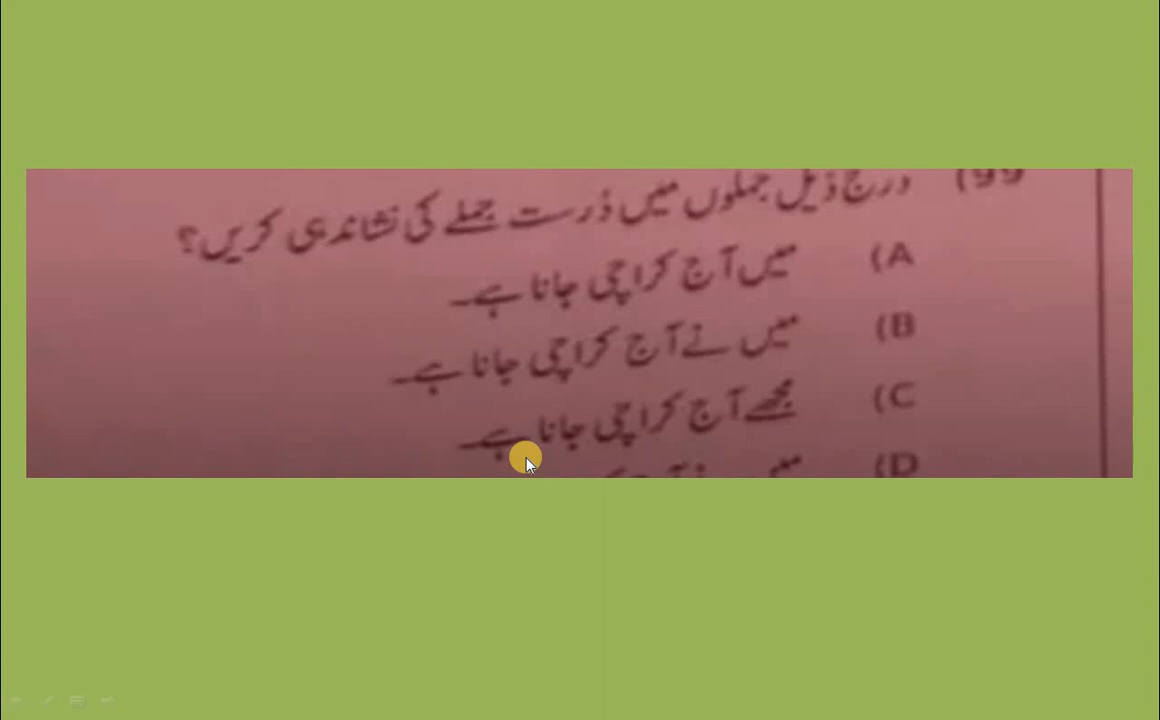 99) درج ذیل جملوں میں دُرست جملے کی نشاندہی کریں؟
A) میں آج کراچی جانا ہے۔
B) میں نے آج کراچی جانا ہے۔
C) مجھے آج کراچی جانا ہے۔
D)